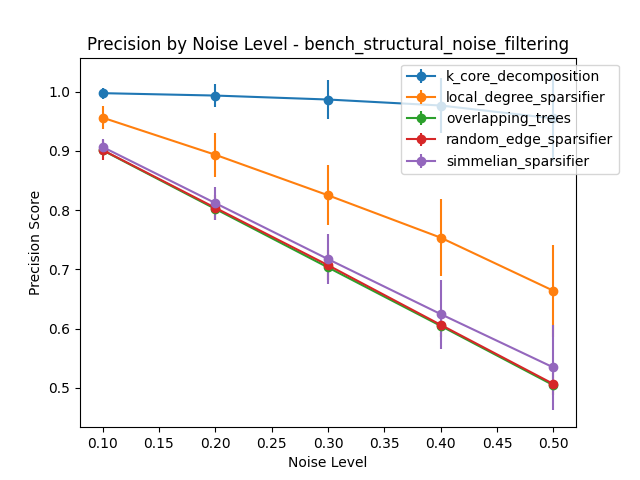 Precision by Noise Level - bench_structural_noise_filtering
k_core_decomposition
local_degree_sparsifier
overlapping_trees
random_edge_sparsifier
simmelian_sparsifier
Precision Score
1.0
0.9
0.8
0.7
0.6
0.5
0.10
0.15
0.20
0.25
0.30
0.35
0.40
0.45
0.50
Noise Level